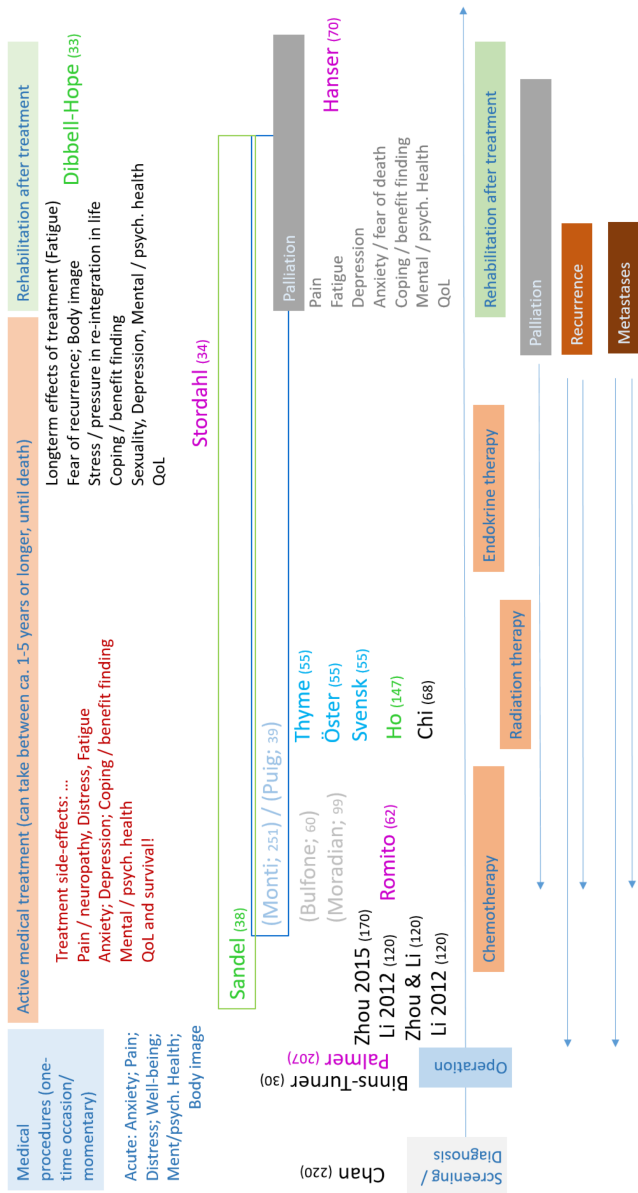 Medical
procedures (one-
time occasion/
momentary)
Active medical treatment (can take between ca. 1-5 years or longer, until death)
Rehabilitation after treatment
Acute: Anxiety; Pain;
Distress; Well-being;
Ment/psych. Health;
Body image
Treatment side-effects: ...
Pain / neuropathy, Distress, Fatigue
Anxiety; Depression; Coping / benefit finding
Mental / psych. health
QoL and survival!
Longterm effects of treatment (Fatigue)
Fear of recurrence; Body image
Stress / pressure in re-integration in life
Coping / benefit finding
Sexuality, Depression, Mental / psych. health
QoL
Dibbell-Hope (33)
Stordahl (34)
Sandel (38)
(Monti; 251) / (Puig; 39)
Palliation
Pain
Fatigue
Depression
Anxiety / fear of death
Coping / benefit finding
Mental / psych. Health
QoL
Hanser (70)
(Bulfone; 60)
(Moradian; 99)
Romito (62)
Thyme (55)
Öster (55)
Svensk (55)
Ho (147)
Chi (68)
Zhou 2015 (170)
Li 2012 (120)
Zhou & Li (120)
Li 2012 (120)
Chan (220)
Binns-Turner (30)
Palmer (207)
Screening /
Diagnosis
Operation
Chemotherapy
Radiation therapy
Endokrine therapy
Rehabilitation after treatment
Palliation
Recurrence
Metastases